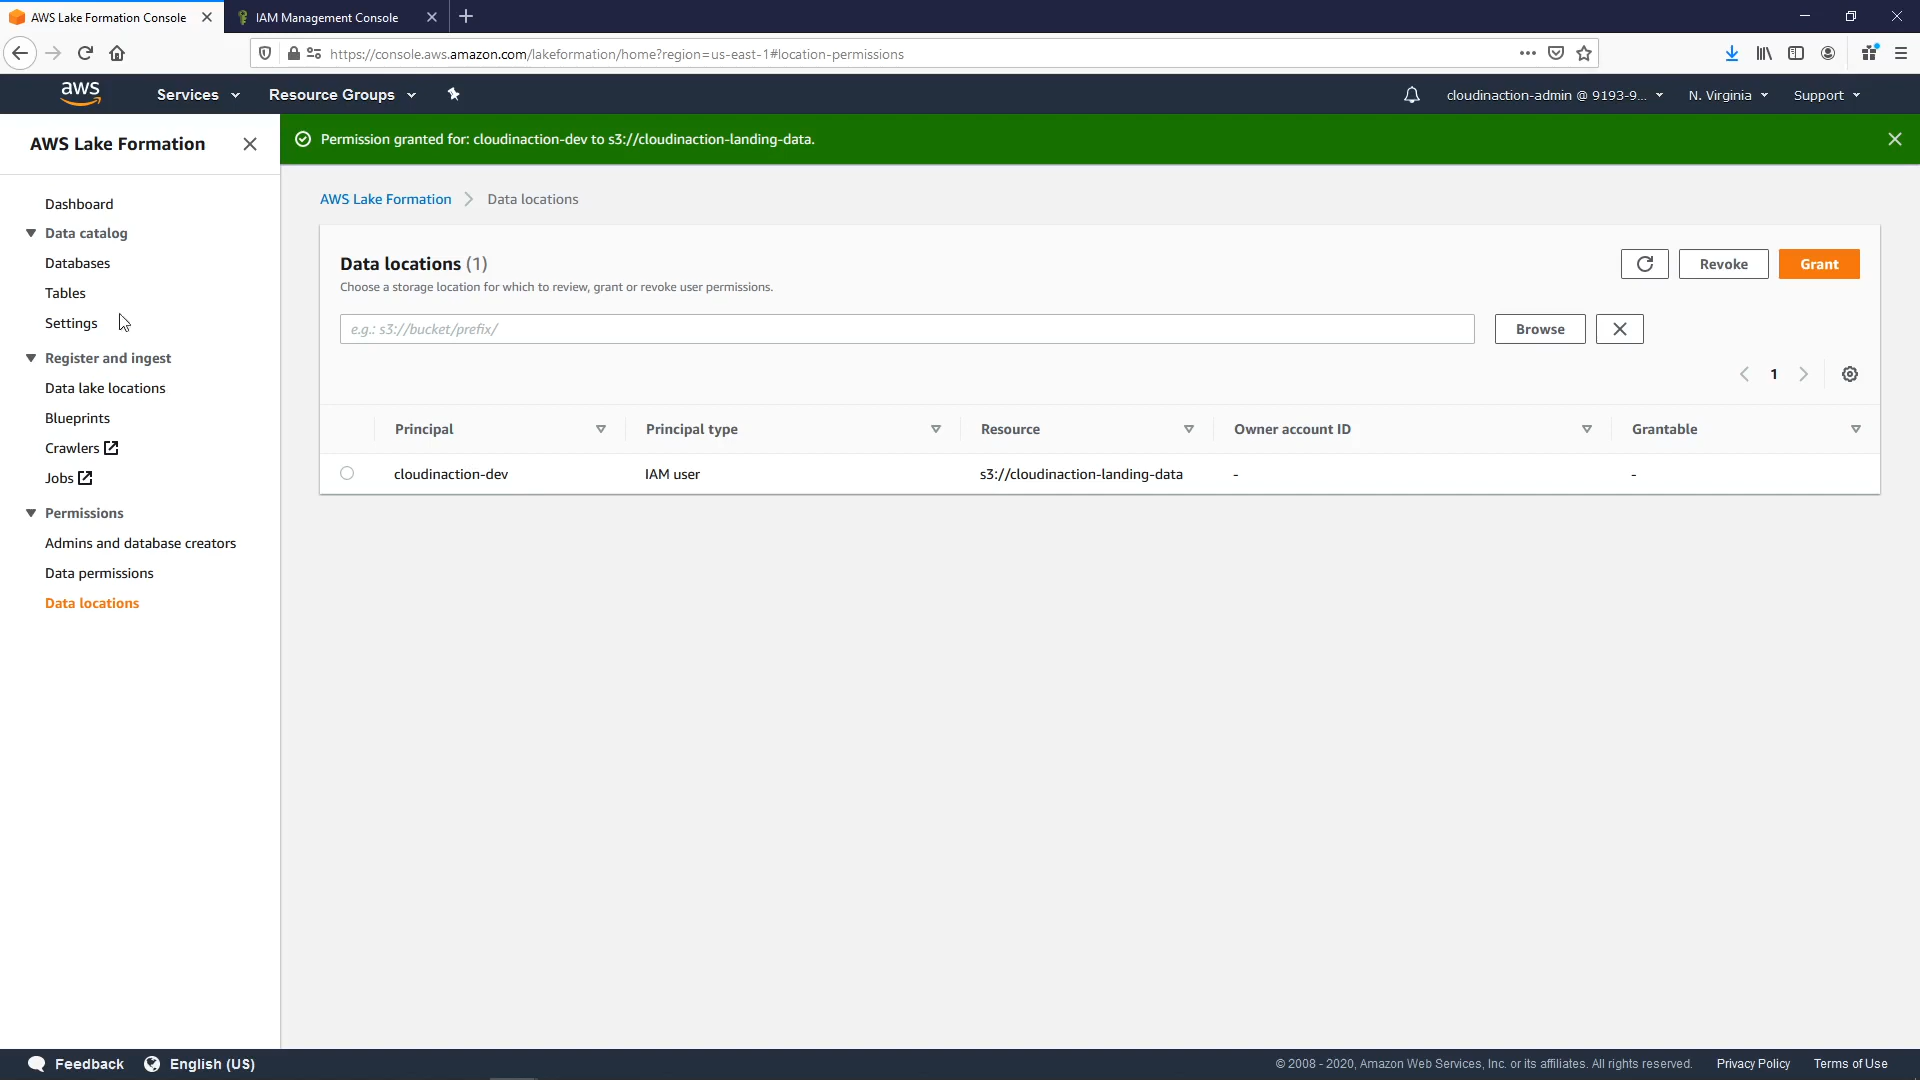 AWS Lake Formation Console
IAM Management Console
https://console.aws.amazon.com/lakeformation/home?region=us-east-1#location-permissions
aws
Services
Resource Groups
cloudinaction-admin @ 9193-9...
N. Virginia
Support
AWS Lake Formation
Permission granted for: cloudinaction-dev to s3://cloudinaction-landing-data.
Dashboard
Data catalog
Databases
Tables
Settings
Register and ingest
Data lake locations
Blueprints
Crawlers
Jobs
Permissions
Admins and database creators
Data permissions
Data locations
AWS Lake Formation
Data locations
Data locations (1)
Choose a storage location for which to review, grant or revoke user permissions.
Revoke
Grant
e.g.: s3://bucket/prefix/
Browse
1
Principal
Principal type
Resource
Owner account ID
Grantable
cloudinaction-dev
IAM user
s3://cloudinaction-landing-data
-
-
Feedback
English (US)
© 2008 - 2020, Amazon Web Services, Inc. or its affiliates. All rights reserved.
Privacy Policy
Terms of Use